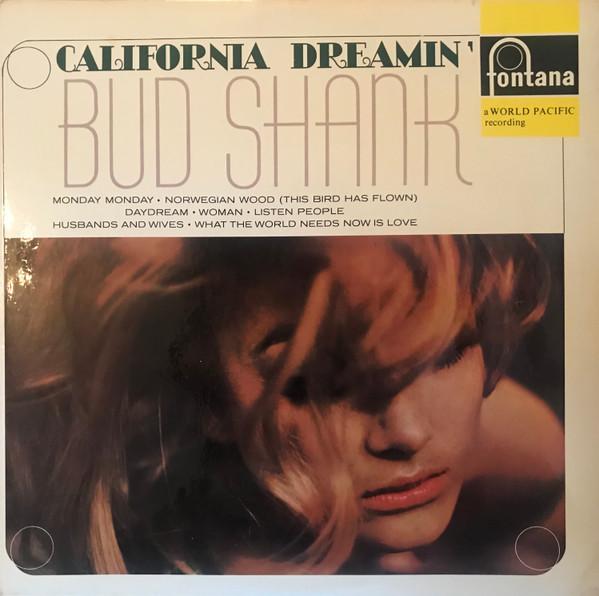 CALIFORNIA DREAMIN'
BUD SHANK
fontana
a WORLD PACIFIC
recording
MONDAY MONDAY • NORWEGIAN WOOD (THIS BIRD HAS FLOWN)
DAYDREAM • WOMAN • LISTEN PEOPLE
HUSBANDS AND WIVES • WHAT THE WORLD NEEDS NOW IS LOVE